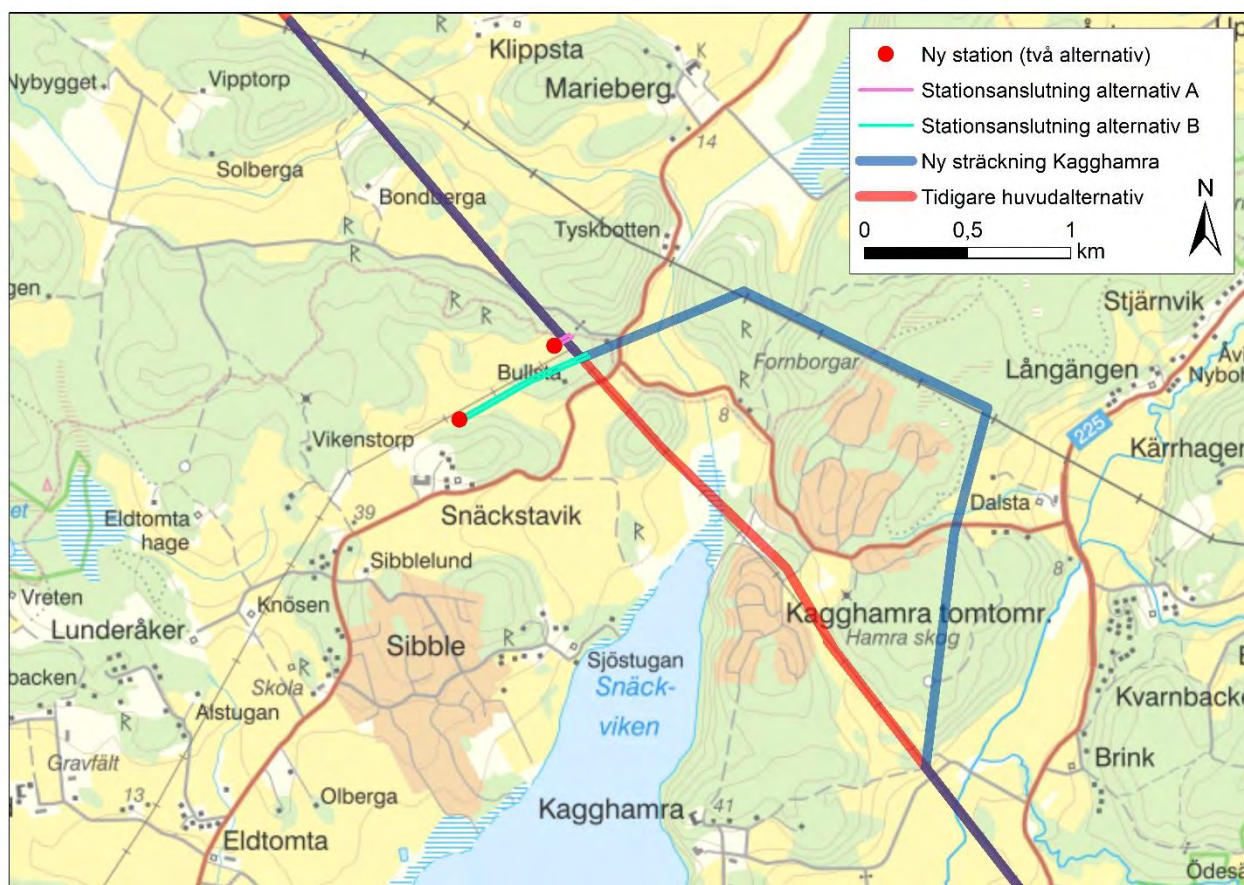 Klippsta
K
Nybygget
Vipptorp
Marieberg
14
Solberga
Bondberga
Tyskbotten
Ny station (två alternativ)
Stationsanslutning alternativ A
Stationsanslutning alternativ B
Ny sträckning Kagghamra
Tidigare huvudalternativ
N
0 0,5 1
km
Stjärnvik
Fornborgar
Långängen
Nyboh
Bullsta
8
225
Vikenstorp
Kärrhagen
Snäckstavik
Dalsta
39
Eldtomta
hage
Sibblelund
8
Vreten
Knösen
Lunderåker
Kagghamra tomtomr.
Hamra skog
Sibble
Sjöstugan
Snäck-
viken
backen
Skola
Alstugan
Kvarnbacke
Gravfält
Brink
13
Olberga
Kagghamra
41
Eldtomta
Ödesä